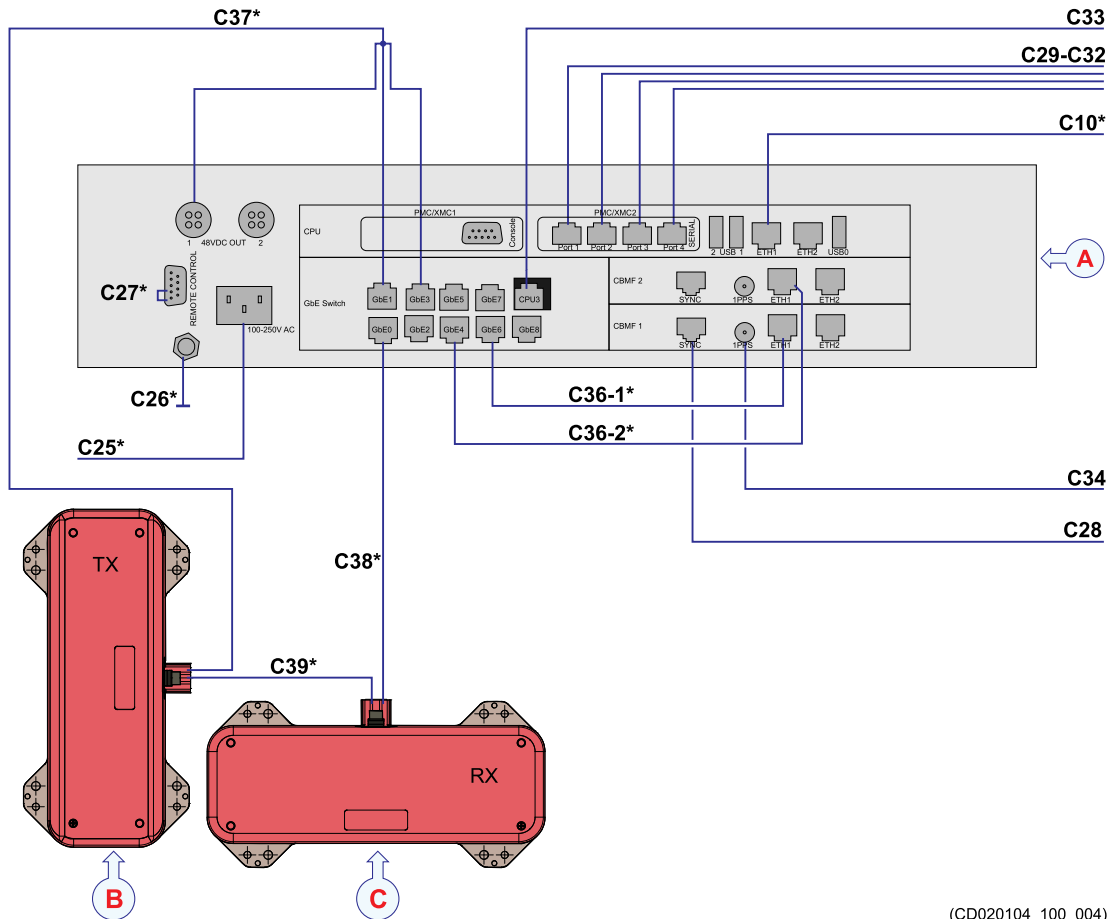 C37*
C33
C29-C32
C10*
PMC/XMC1
PMC/XMC2
CPU
Console
Port 1
Port 2
Port 3
Port 4
SERIAL
2 USB 1
ETH1
ETH2
USB0
1 48VDC OUT 2
A
C27*
REMOTE CONTROL
100-250V AC
GbE Switch
GbE1
GbE3
GbE5
GbE7
CPU3
GbE0
GbE2
GbE4
GbE6
GbE8
CBMF 2
SYNC
1PPS
ETH1
ETH2
CBMF 1
SYNC
1PPS
ETH1
ETH2
C26*
C36-1*
C36-2*
C25*
C34
C28
TX
C38*
C39*
RX
B
C
(CD020104_100_004)